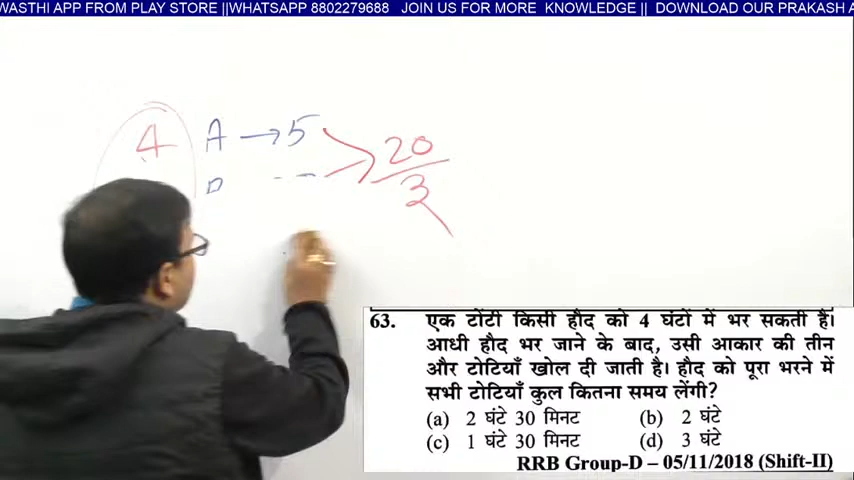 WASTHI APP FROM PLAY STORE ||WHATSAPP 8802279688 JOIN US FOR MORE KNOWLEDGE || DOWNLOAD OUR PRAKASH A
4 A → 5
20
3
63. एक टोंटी किसी हौद को 4 घंटों में भर सकती है।
आधी हौद भर जाने के बाद, उसी आकार की तीन
और टोटियाँ खोल दी जाती है। हौद को पूरा भरने में
सभी टोटियाँ कुल कितना समय लेंगी?
(a) 2 घंटे 30 मिनट (b) 2 घंटे
(c) 1 घंटे 30 मिनट (d) 3 घंटे
RRB Group-D – 05/11/2018 (Shift-II)